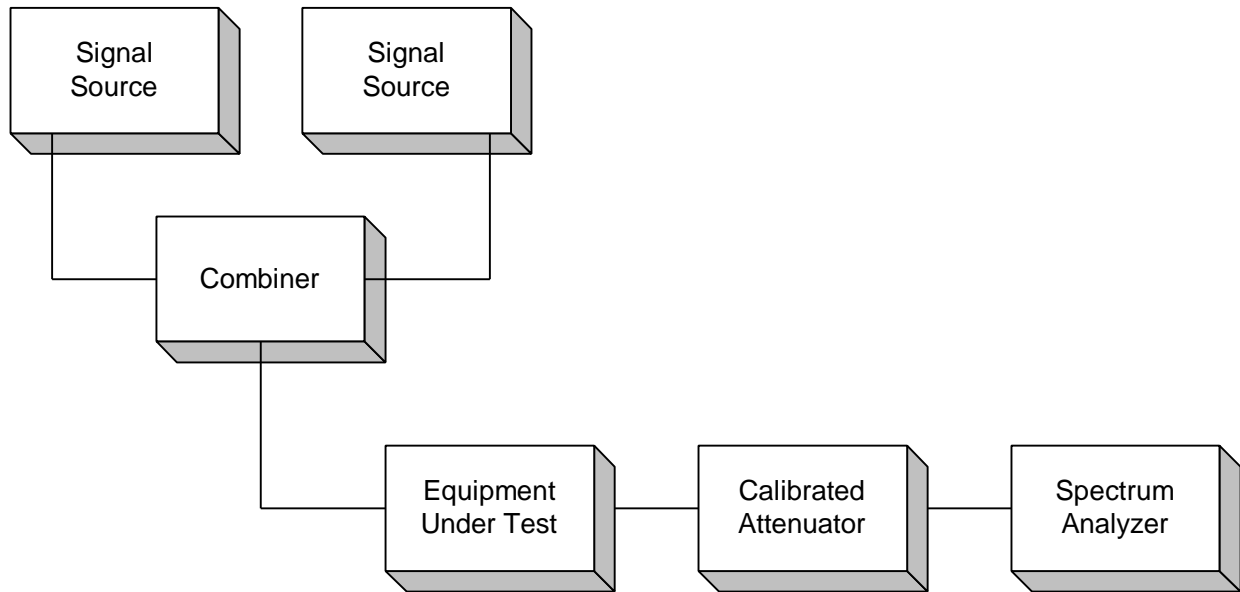 Signal
Source
Signal
Source
Combiner
Equipment
Under Test
Calibrated
Attenuator
Spectrum
Analyzer